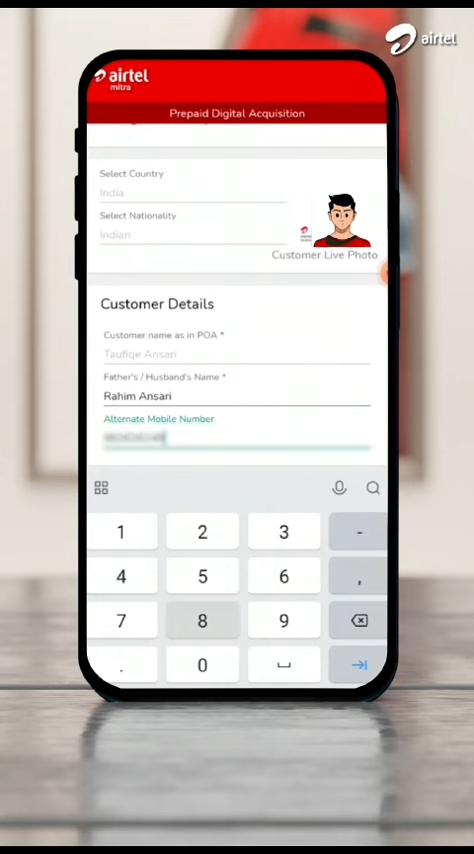 airtel
airtel
mitra
Prepaid Digital Acquisition
Select Country
India
Select Nationality
Indian
Customer Live Photo
Customer Details
Customer name as in POA *
Taufiqe Ansari
Father's / Husband's Name *
Rahim Ansari
Alternate Mobile Number
1
2
3
-
4
5
6
,
7
8
9
.
0